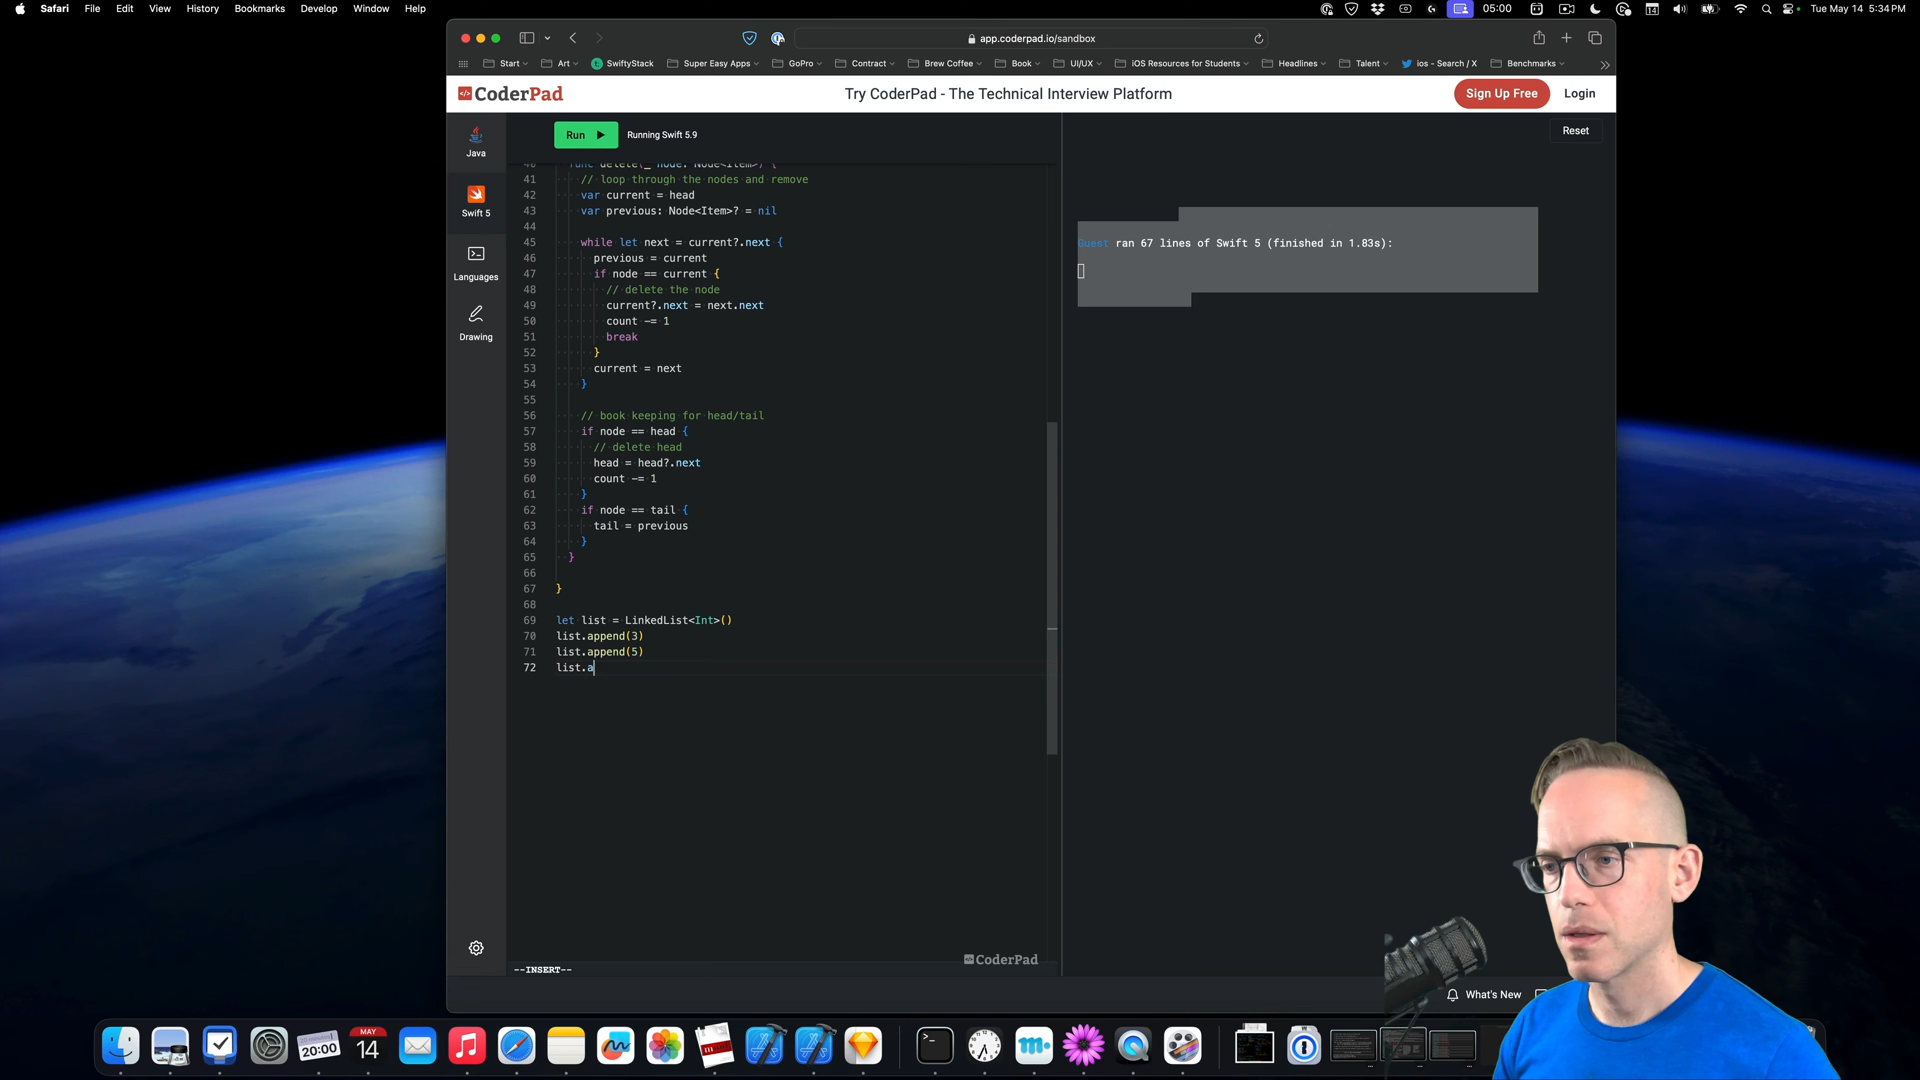 Safari File Edit View History Bookmarks Develop Window Help
05:00 14 Tue May 14 5:34 PM
app.coderpad.io/sandbox
Start Art SwiftyStack Super Easy Apps GoPro Contract Brew Coffee Book UI/UX iOS Resources for Students Headlines Talent ios - Search / X Benchmarks
CoderPad
Try CoderPad - The Technical Interview Platform
Sign Up Free
Login
Java
Swift 5
Languages
Drawing
Run
Running Swift 5.9
Reset
40 func delete(_ node: Node<Item>) {
41 // loop through the nodes and remove
42 var current = head
43 var previous: Node<Item>? = nil
44
45 while let next = current?.next {
46 previous = current
47 if node == current {
48 // delete the node
49 current?.next = next.next
50 count -= 1
51 break
52 }
53 current = next
54 }
55
56 // book keeping for head/tail
57 if node == head {
58 // delete head
59 head = head?.next
60 count -= 1
61 }
62 if node == tail {
63 tail = previous
64 }
65 }
66
67 }
68
69 let list = LinkedList<Int>()
70 list.append(3)
71 list.append(5)
72 list.a
Guest ran 67 lines of Swift 5 (finished in 1.83s):
CoderPad
--INSERT--
What's New
20:00
MAY
14